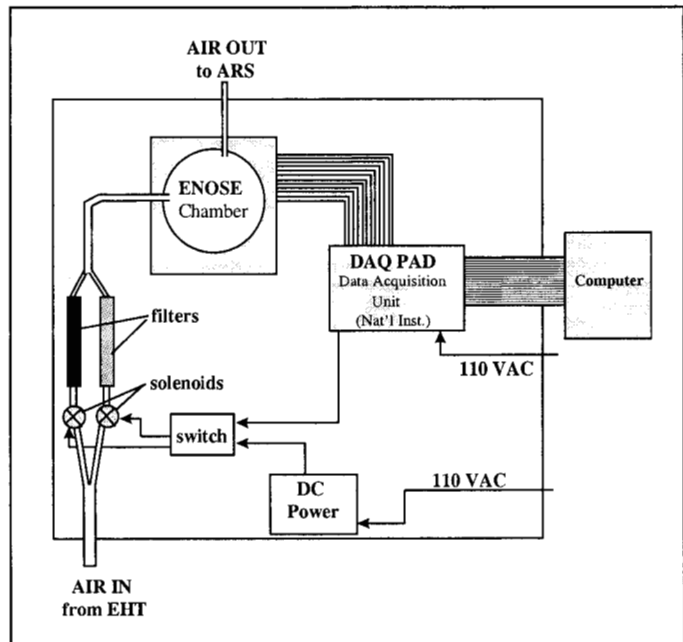 AIR OUT
to ARS
ENOSE
Chamber
DAQ PAD
Data Acquisition
Unit
(Nat'l Inst.)
Computer
filters
110 VAC
solenoids
switch
DC
Power
110 VAC
AIR IN
from EHT